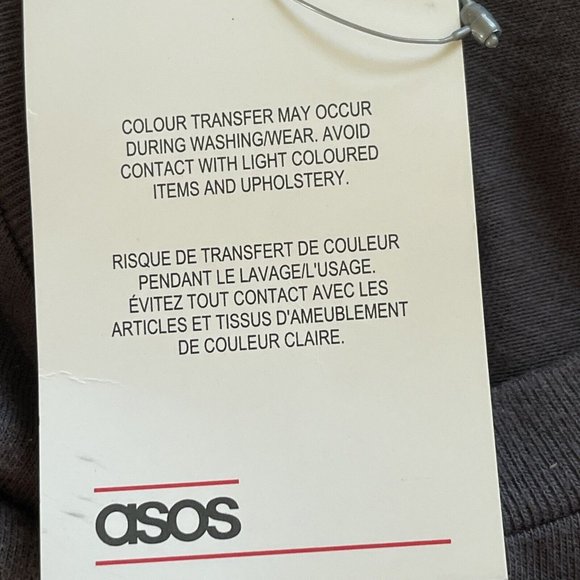 COLOUR TRANSFER MAY OCCUR
DURING WASHING/WEAR. AVOID
CONTACT WITH LIGHT COLOURED
ITEMS AND UPHOLSTERY.
RISQUE DE TRANSFERT DE COULEUR
PENDANT LE LAVAGE/L'USAGE.
ÉVITEZ TOUT CONTACT AVEC LES
ARTICLES ET TISSUS D'AMEUBLEMENT
DE COULEUR CLAIRE.
asos